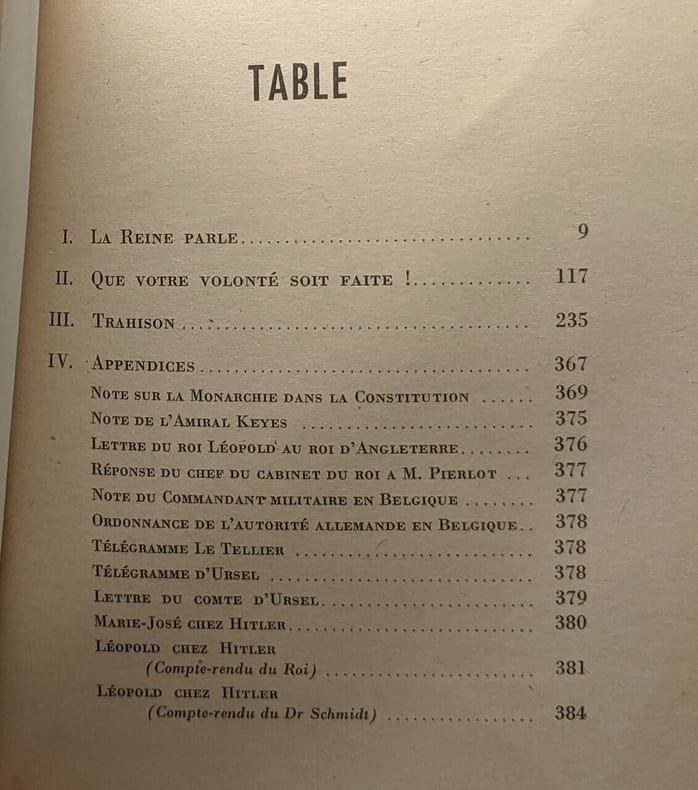 TABLE
I. La Reine parle................................ 9
II. Que votre volonté soit faite !............. 117
III. Trahison........................................ 235
IV. Appendices..................................... 367
Note sur la Monarchie dans la Constitution ...... 369
Note de l'Amiral Keyes .......................... 375
Lettre du roi Léopold au roi d'Angleterre........ 376
Réponse du chef du cabinet du roi a M. Pierlot ... 377
Note du Commandant militaire en Belgique ........ 377
Ordonnance de l'autorité allemande en Belgique.. 378
Télégramme Le Tellier ........................... 378
Télégramme d'Ursel .............................. 378
Lettre du comte d'Ursel......................... 379
Marie-José chez Hitler............................ 380
Léopold chez Hitler
(Compte-rendu du Roi) ........................ 381
Léopold chez Hitler
(Compte-rendu du Dr Schmidt) ................. 384